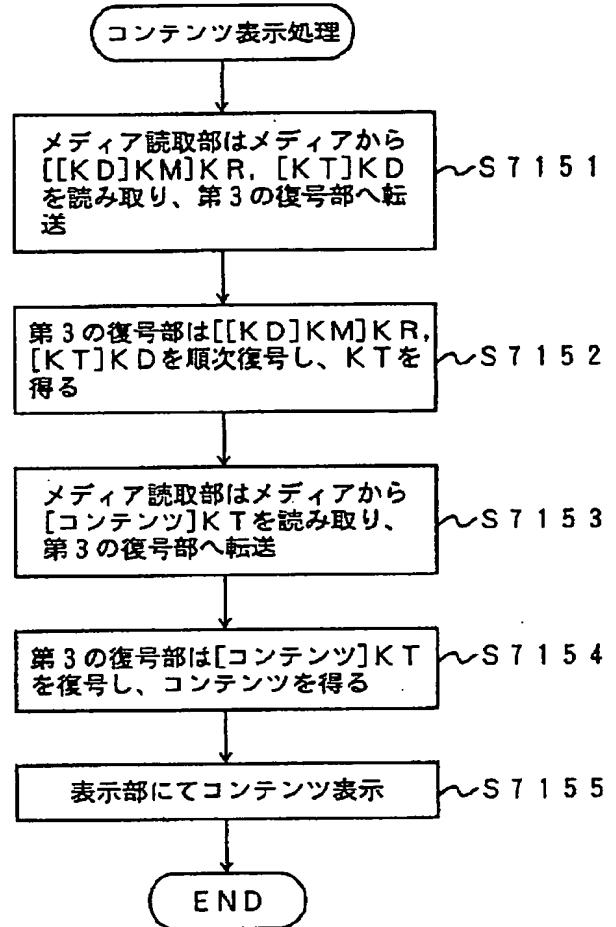 コンテンツ表示処理
メディア読取部はメディアから
[[KD]KM]KR, [KT]KD
を読み取り、第3の復号部へ転
送
S7151
第3の復号部は[[KD]KM]KR,
[KT]KDを順次復号し、KTを
得る
S7152
メディア読取部はメディアから
[コンテンツ]KTを読み取り、
第3の復号部へ転送
S7153
第3の復号部は[コンテンツ]KT
を復号し、コンテンツを得る
S7154
表示部にてコンテンツ表示
S7155
END